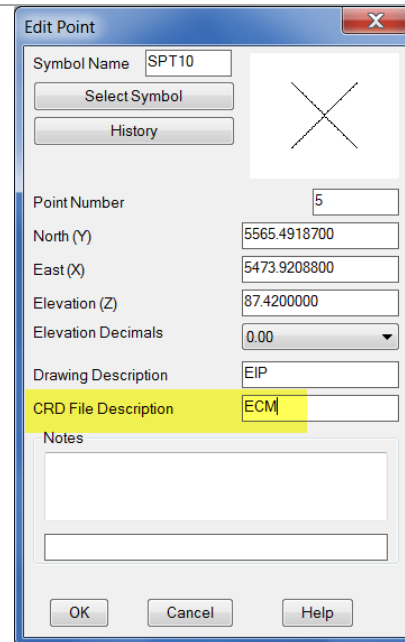 Edit Point
X
Symbol Name SPT10
Select Symbol
History
Point Number 5
North (Y) 5565.4918700
East (X) 5473.9208800
Elevation (Z) 87.4200000
Elevation Decimals 0.00
Drawing Description EIP
CRD File Description ECM
Notes
OK Cancel Help